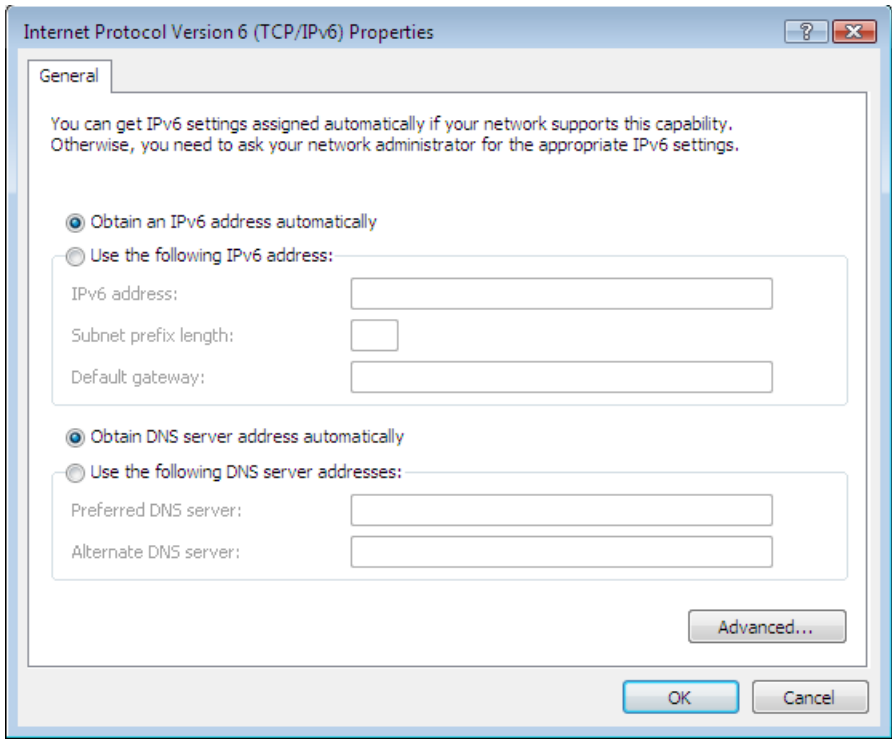 Internet Protocol Version 6 (TCP/IPv6) Properties
?
General
You can get IPv6 settings assigned automatically if your network supports this capability.
Otherwise, you need to ask your network administrator for the appropriate IPv6 settings.
Obtain an IPv6 address automatically
Use the following IPv6 address:
IPv6 address:
Subnet prefix length:
Default gateway:
Obtain DNS server address automatically
Use the following DNS server addresses:
Preferred DNS server:
Alternate DNS server:
Advanced...
OK Cancel